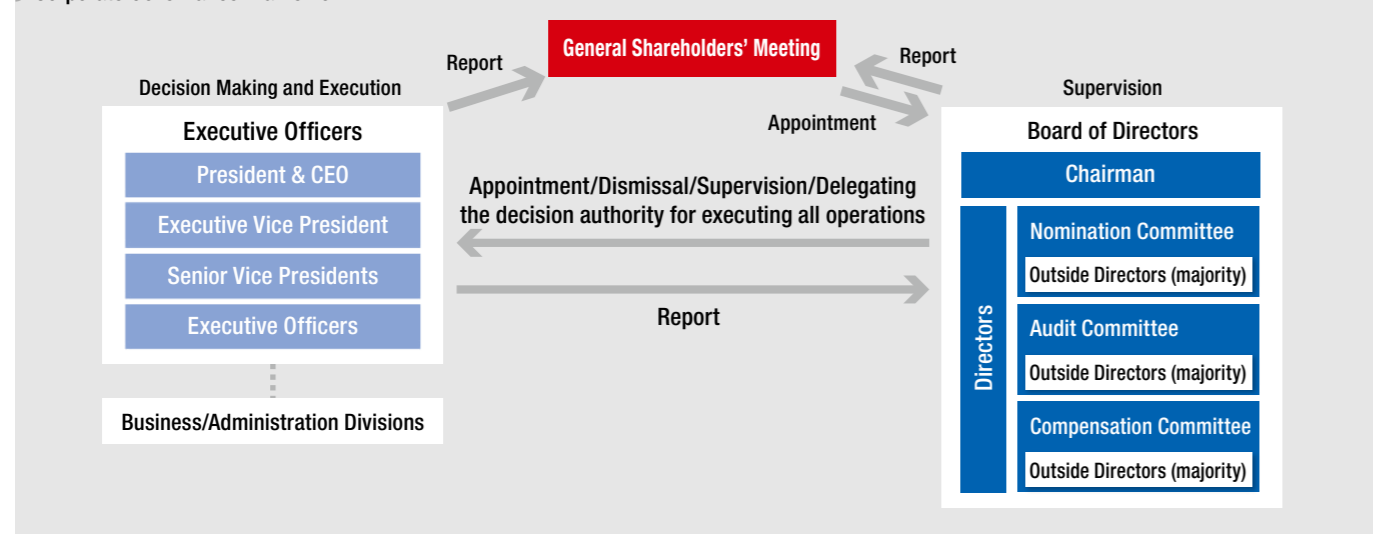 General Shareholders' Meeting
Report
Report
Decision Making and Execution
Supervision
Appointment
Executive Officers
President & CEO
Executive Vice President
Senior Vice Presidents
Executive Officers
Business/Administration Divisions
Appointment/Dismissal/Supervision/Delegating
the decision authority for executing all operations
Report
Board of Directors
Chairman
Directors
Nomination Committee
Outside Directors (majority)
Audit Committee
Outside Directors (majority)
Compensation Committee
Outside Directors (majority)